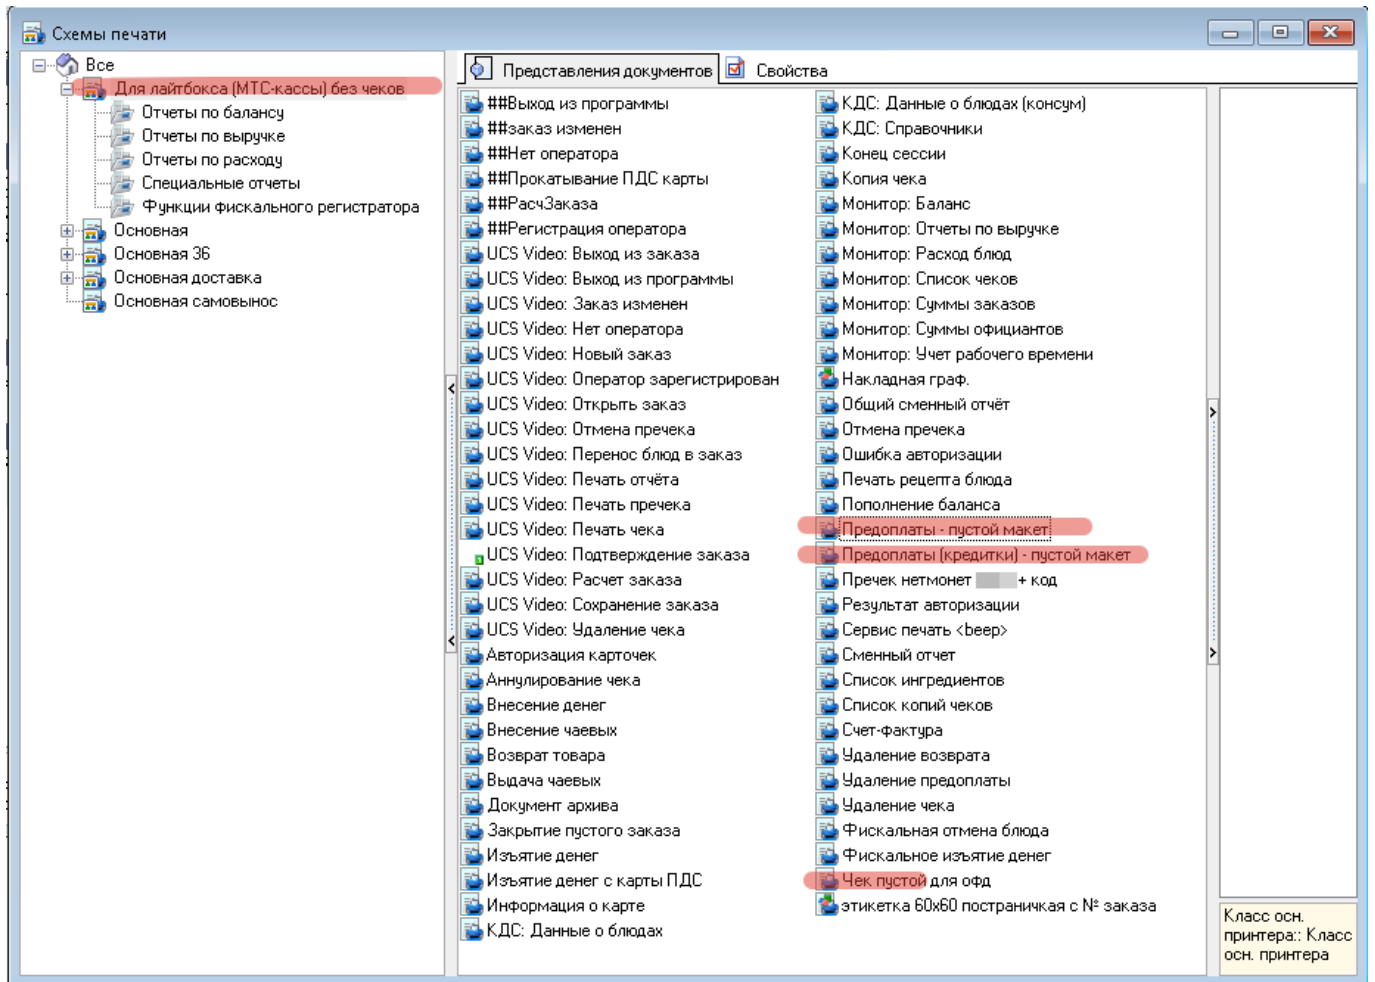 Схемы печати
Все
Для лайтбокса (МТС-кассы) без чеков
Отчеты по балансу
Отчеты по выручке
Отчеты по расходу
Специальные отчеты
Функции фискального регистратора
Основная
Основная 36
Основная доставка
Основная самовынос
Представления документов
Свойства
##Выход из программы
##заказ изменен
##Нет оператора
##Прокатывание ПДС карты
##РасчЗаказа
##Регистрация оператора
UCS Video: Выход из заказа
UCS Video: Выход из программы
UCS Video: Заказ изменен
UCS Video: Нет оператора
UCS Video: Новый заказ
UCS Video: Оператор зарегистрирован
UCS Video: Открыть заказ
UCS Video: Отмена пречека
UCS Video: Перенос блюд в заказ
UCS Video: Печать отчёта
UCS Video: Печать пречека
UCS Video: Печать чека
UCS Video: Подтверждение заказа
UCS Video: Расчет заказа
UCS Video: Сохранение заказа
UCS Video: Удаление чека
Авторизация карточек
Аннулирование чека
Внесение денег
Внесение чаевых
Возврат товара
Выдача чаевых
Документ архива
Закрытие пустого заказа
Изъятие денег
Изъятие денег с карты ПДС
Информация о карте
КДС: Данные о блюдах
КДС: Данные о блюдах (консум)
КДС: Справочники
Конец сессии
Копия чека
Монитор: Баланс
Монитор: Отчеты по выручке
Монитор: Расход блюд
Монитор: Список чеков
Монитор: Суммы заказов
Монитор: Суммы официантов
Монитор: Учет рабочего времени
Накладная граф.
Общий сменный отчёт
Отмена пречека
Ошибка авторизации
Печать рецепта блюда
Пополнение баланса
Предоплаты - пустой макет
Предоплаты (кредитки) - пустой макет
Пречек нетмонет + код
Результат авторизации
Сервис печать <beep>
Сменный отчет
Список ингредиентов
Список копий чеков
Счет-фактура
Удаление возврата
Удаление предоплаты
Удаление чека
Фискальная отмена блюда
Фискальное изъятие денег
Чек пустой для офд
этикетка 60x60 постраничкая с № заказа
Класс осн.
принтера:: Класс
осн. принтера